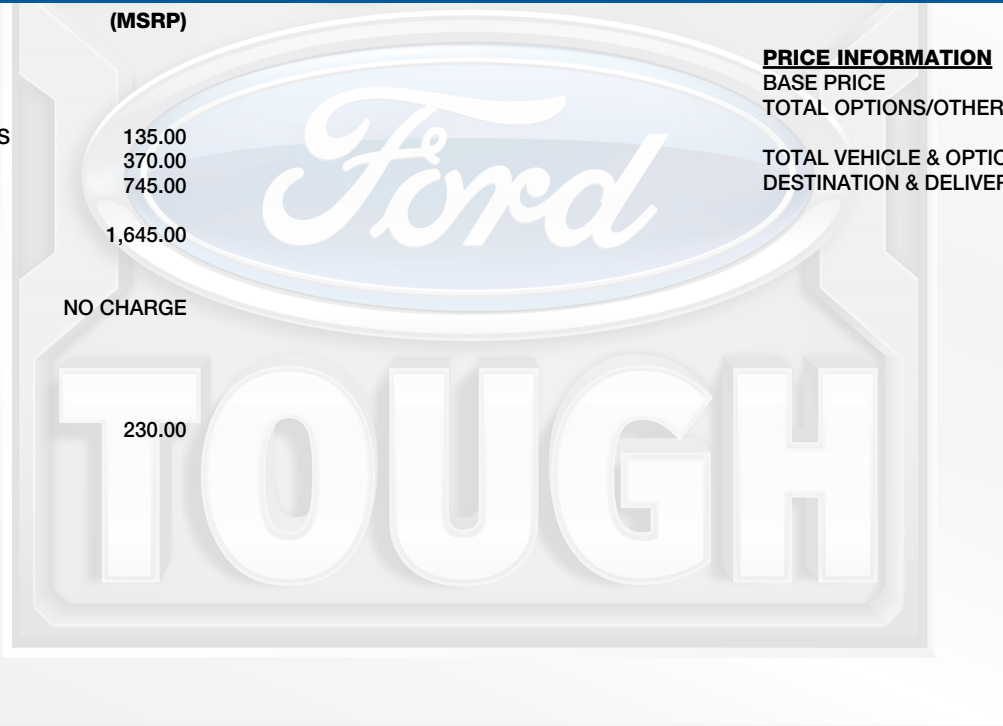 (MSRP)
PRICE INFORMATION
BASE PRICE
TOTAL OPTIONS/OTHER
S 135.00
370.00
TOTAL VEHICLE & OPTIO
745.00
DESTINATION & DELIVER
1,645.00
NO CHARGE
230.00
Ford
TOUGH